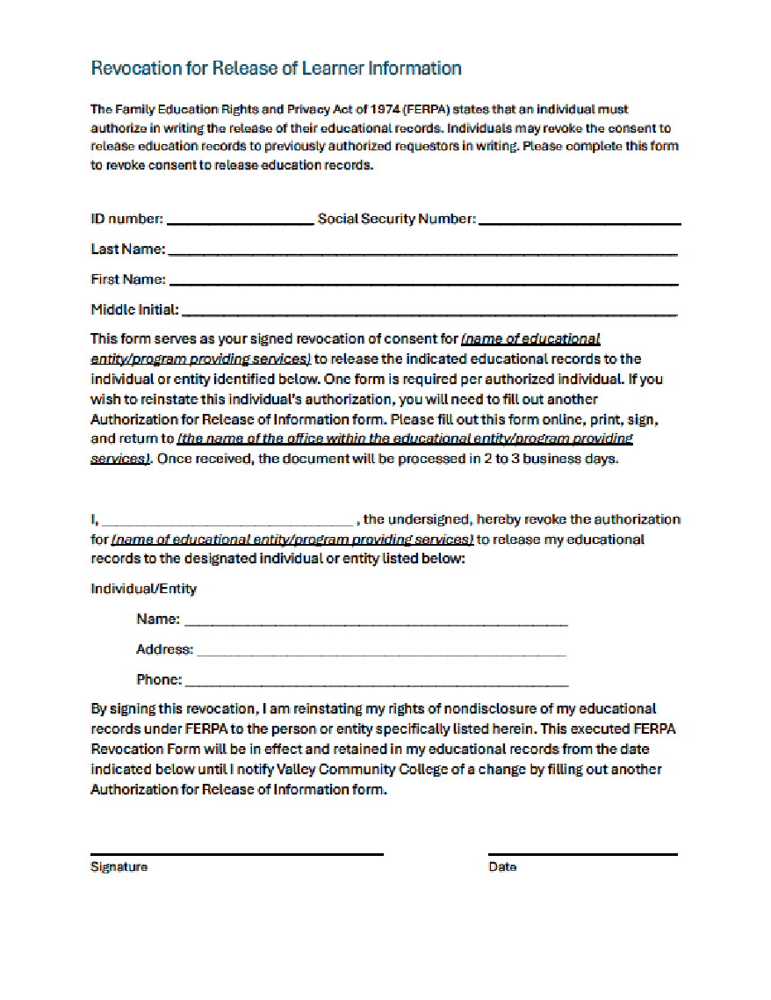 Revocation for Release of Learner Information
The Family Education Rights and Privacy Act of 1974 (FERPA) states that an individual must
authorize in writing the release of their educational records. Individuals may revoke the consent to
release education records to previously authorized requestors in writing. Please complete this form
to revoke consent to release education records.
ID number: ____________________ Social Security Number: ____________________________
Last Name: ____________________
First Name: ____________________
Middle Initial: ____________________
This form serves as your signed revocation of consent for (name of educational
entity/program providing services) to release the indicated educational records to the
individual or entity identified below. One form is required per authorized individual. If you
wish to reinstate this individual's authorization, you will need to fill out another
Authorization for Release of Information form. Please fill out this form online, print, sign,
and return to (the name of the office within the educational entity/program providing
services). Once received, the document will be processed in 2 to 3 business days.
I, ____________________ , the undersigned, hereby revoke the authorization
for (name of educational entity/program providing services) to release my educational
records to the designated individual or entity listed below:
Individual/Entity
Name: ____________________
Address: ____________________
Phone: ____________________
By signing this revocation, I am reinstating my rights of nondisclosure of my educational
records under FERPA to the person or entity specifically listed herein. This executed FERPA
Revocation Form will be in effect and retained in my educational records from the date
indicated below until I notify Valley Community College of a change by filling out another
Authorization for Release of Information form.
Signature Date